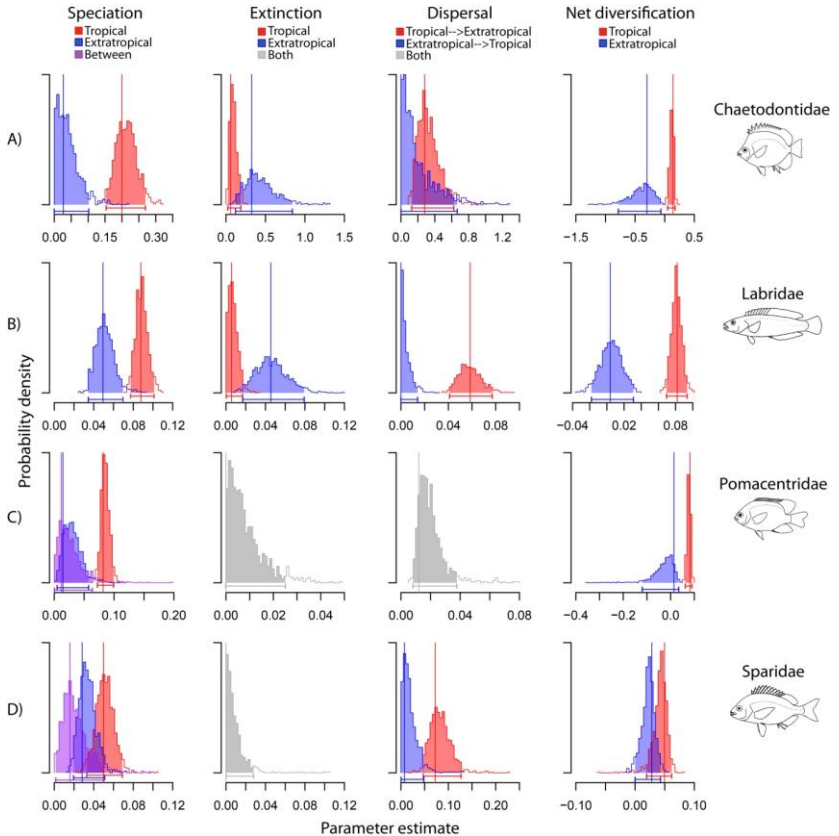 Speciation Extinction Dispersal Net diversification
Tropical Tropical Tropical-->Extratropical Tropical
Extratropical Extratropical Extratropical-->Tropical Extratropical
Between Both Both
Chaetodontidae
A)
0.00 0.15 0.30 0.0 0.5 1.0 1.5 0.0 0.4 0.8 1.2 -1.5 -0.5 0.5
Labridae
B)
0.00 0.04 0.08 0.12 0.00 0.04 0.08 0.12 0.00 0.04 0.08 -0.04 0.02 0.08
Probability density
Pomacentridae
C)
0.00 0.10 0.20 0.00 0.02 0.04 0.00 0.04 0.08 -0.4 -0.2 0.0
Sparidae
D)
0.00 0.04 0.08 0.12 0.00 0.04 0.08 0.12 0.00 0.10 0.20 -0.10 0.00 0.10
Parameter estimate